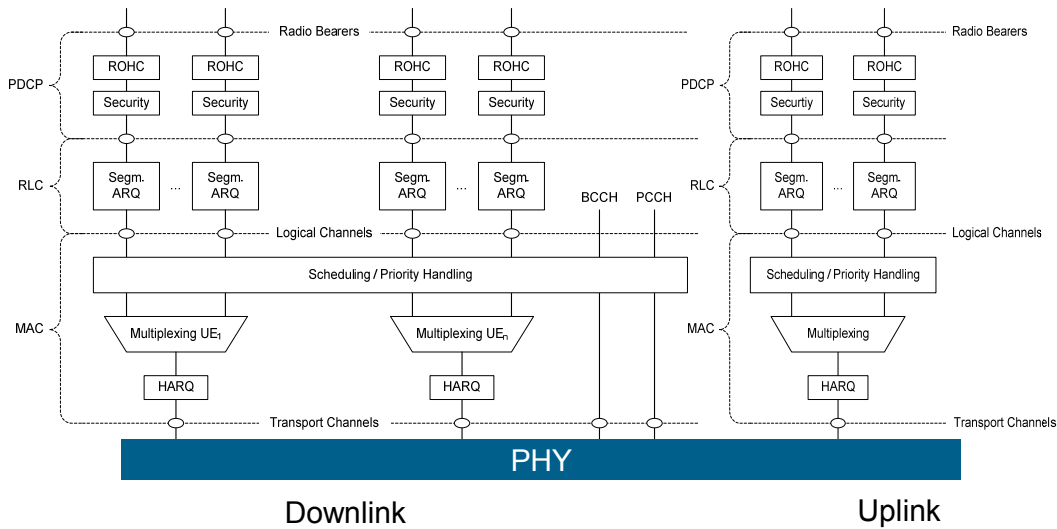 Radio Bearers
Radio Bearers
ROHC
ROHC
ROHC
ROHC
ROHC
ROHC
PDCP
PDCP
Security
Security
Security
Security
Securtiy
Security
Segm.
ARQ
...
Segm.
ARQ
Segm.
ARQ
...
Segm.
ARQ
Segm.
ARQ
...
Segm.
ARQ
RLC
RLC
BCCH
PCCH
Logical Channels
Logical Channels
Scheduling / Priority Handling
Scheduling / Priority Handling
MAC
MAC
Multiplexing UE1
Multiplexing UEn
Multiplexing
HARQ
HARQ
HARQ
Transport Channels
Transport Channels
PHY
Downlink
Uplink